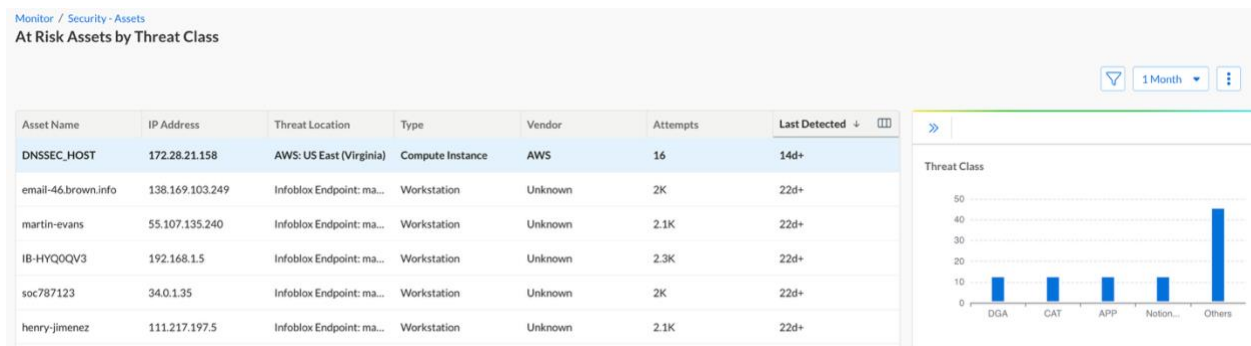 Monitor / Security - Assets
At Risk Assets by Threat Class
1 Month
Asset Name IP Address Threat Location Type Vendor Attempts Last Detected ↓
DNSSEC_HOST 172.28.21.158 AWS: US East (Virginia) Compute Instance AWS 16 14d+
email-46.brown.info 138.169.103.249 Infoblox Endpoint: ma... Workstation Unknown 2K 22d+
martin-evans 55.107.135.240 Infoblox Endpoint: ma... Workstation Unknown 2.1K 22d+
IB-HYQ0QV3 192.168.1.5 Infoblox Endpoint: ma... Workstation Unknown 2.3K 22d+
soc787123 34.0.1.35 Infoblox Endpoint: ma... Workstation Unknown 2K 22d+
henry-jimenez 111.217.197.5 Infoblox Endpoint: ma... Workstation Unknown 2.1K 22d+
Threat Class
50
40
30
20
10
0
DGA CAT APP Notion... Others